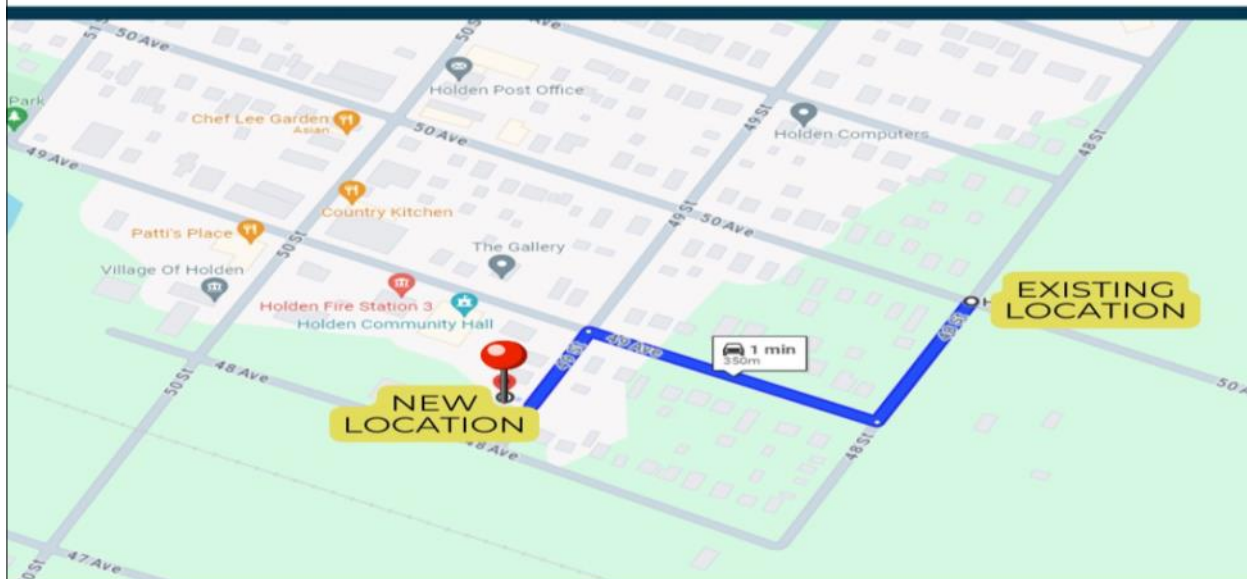 50 Ave
Holden Post Office
Park
Chef Lee Garden
Asian
50 Ave
49 St
Holden Computers
48 St
49 Ave
Country Kitchen
49 St
50 Ave
Patti's Place
50 St
The Gallery
Village Of Holden
Holden Fire Station 3
Holden Community Hall
EXISTING
LOCATION
49 Ave
1 min
350m
48 Ave
50 St
NEW
LOCATION
48 Ave
48 St
47 Ave